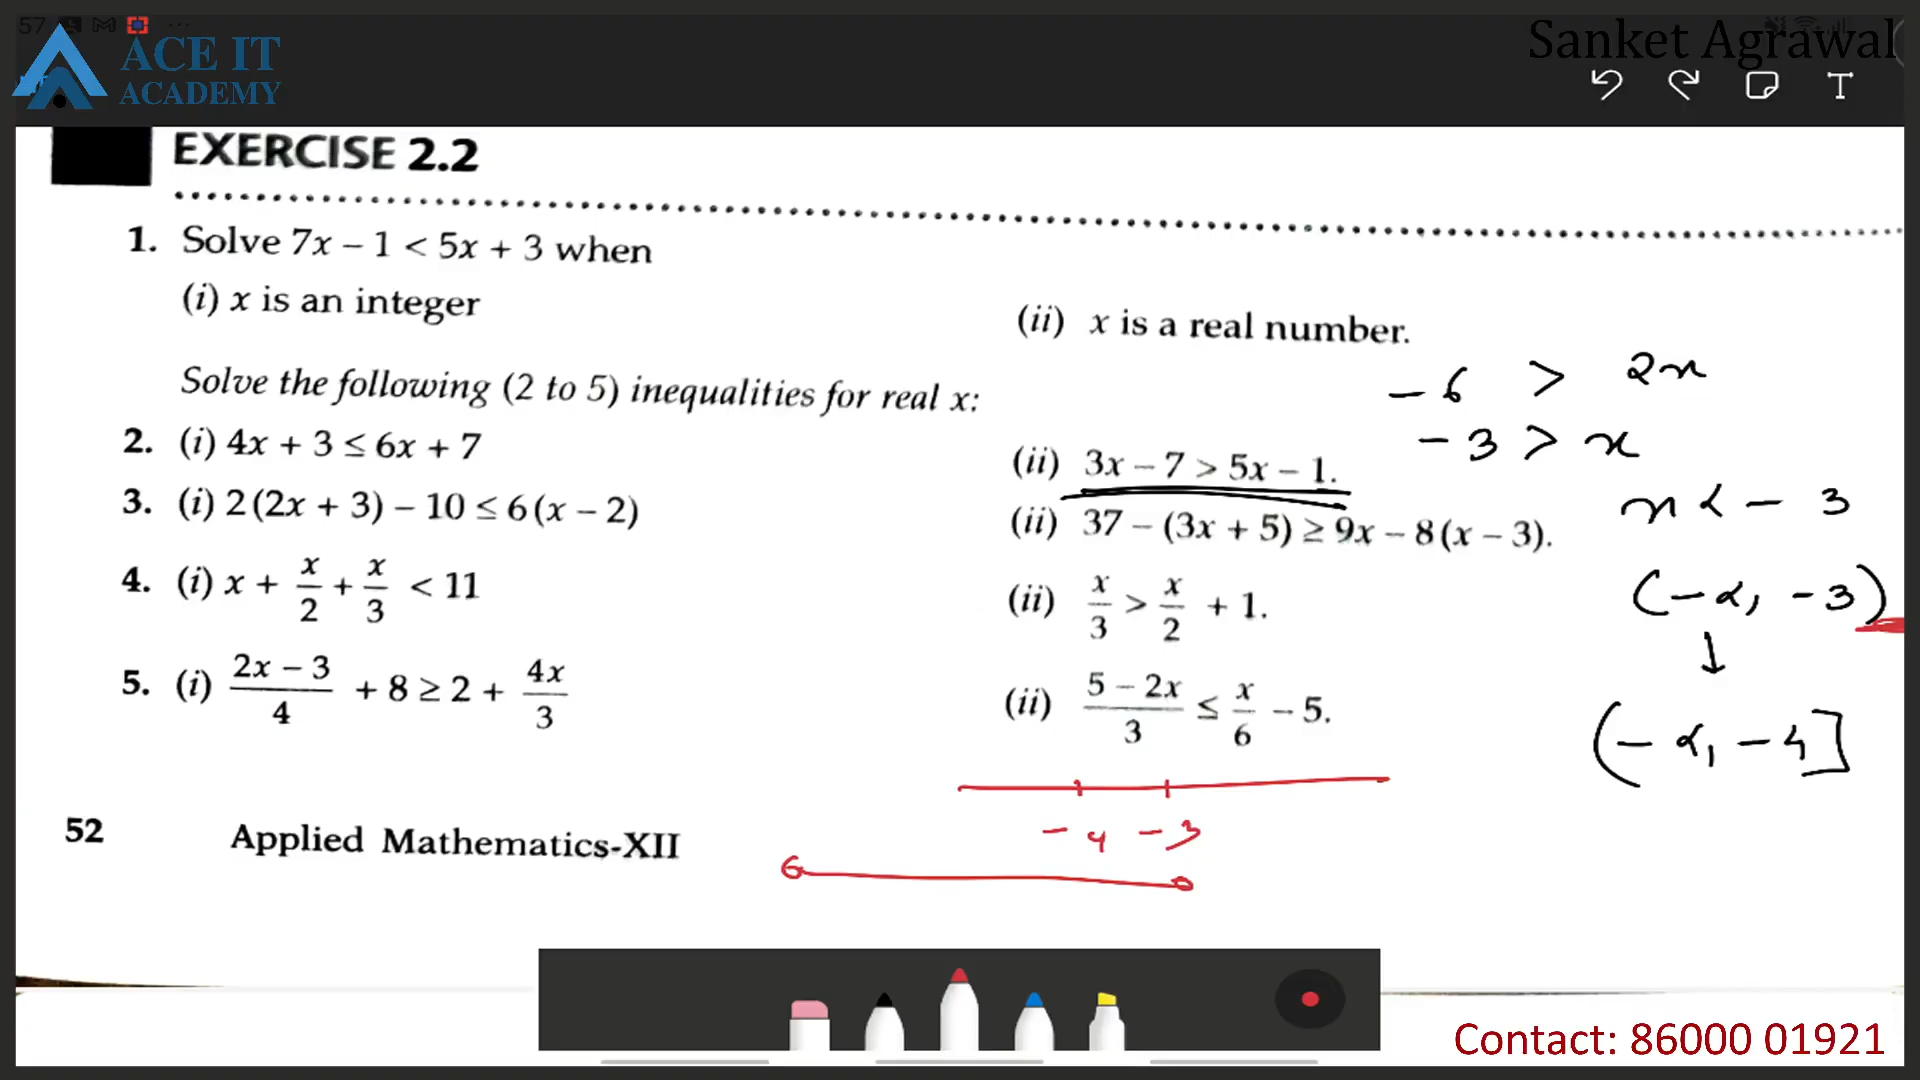 57
Sanket Agrawal
ACE IT
ACADEMY
T
EXERCISE 2.2
1. Solve 7x – 1 < 5x + 3 when
(i) x is an integer
(ii) x is a real number.
Solve the following (2 to 5) inequalities for real x:
2. (i) 4x + 3 ≤ 6x + 7
(ii) 3x – 7 > 5x – 1.
3. (i) 2(2x + 3) – 10 ≤ 6(x – 2)
(ii) 37 – (3x + 5) ≥ 9x – 8(x – 3).
4. (i) x + x/2 + x/3 < 11
(ii) x/3 > x/2 + 1.
5. (i) (2x – 3)/4 + 8 ≥ 2 + 4x/3
(ii) (5 – 2x)/3 ≤ x/6 – 5.
-6 > 2x
-3 > x
x < -3
(-∞, -3)
↓
(-∞, -4]
-4 -3
52 Applied Mathematics-XII
Contact: 86000 01921